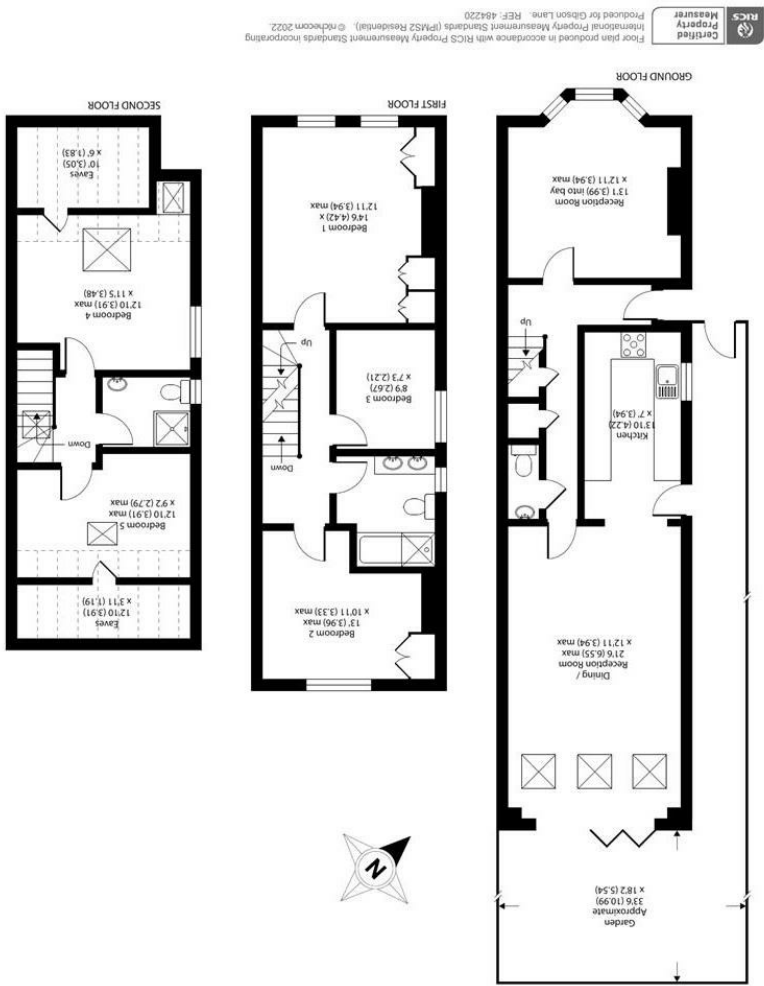 Garden
Approximate
33'6 (10.99)
x 18'2 (5.54)
N
Dining /
Reception Room
21'6 (6.55) max
x 12'11 (3.94) max
Kitchen
13'10 (4.22)
x 7' (3.94)
Up
Reception Room
13'1 (3.99) into bay
x 12'11 (3.94) max
GROUND FLOOR
Bedroom 2
13' (3.96) max
x 10'11 (3.33) max
Down
Bedroom 3
8'9 (2.67)
x 7'3 (2.21)
Up
Bedroom 1
14'6 (4.42) x
12'11 (3.94) max
FIRST FLOOR
Eaves
12'10 (3.91)
x 3'11 (1.19)
Bedroom 5
12'10 (3.91) max
x 9'2 (2.79) max
Down
Bedroom 4
12'10 (3.91) max
x 11'5 (3.48)
Eaves
10' (3.05)
x 6' (1.83)
SECOND FLOOR
RICS
Certified
Property
Measurer
Floor plan produced in accordance with RICS Property Measurement Standards incorporating
International Property Measurement Standards (IPMS2 Residential). © nichecom 2022.
Produced for Gibson Lane. REF: 484220